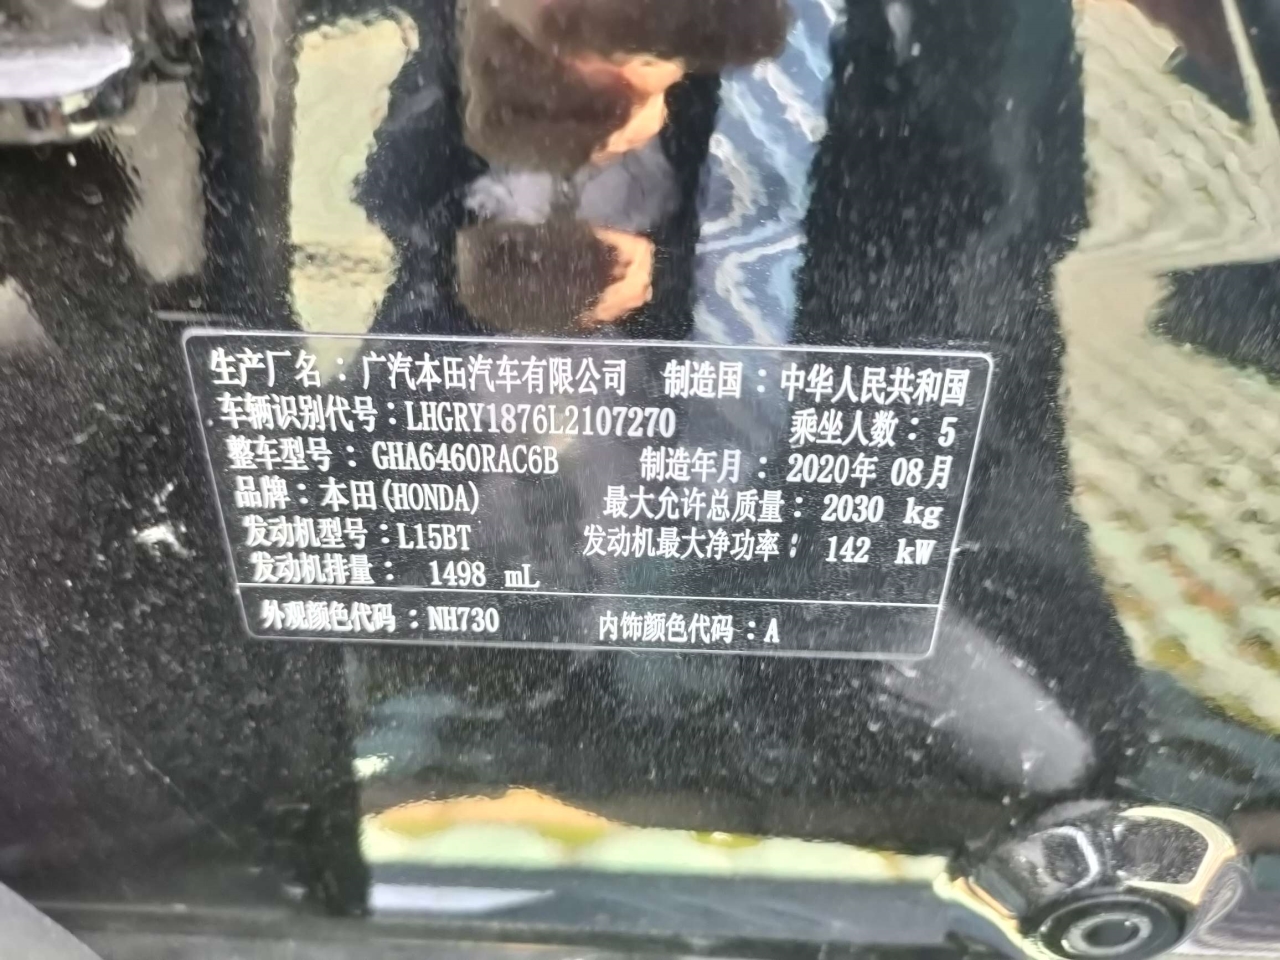 生产厂名：广汽本田汽车有限公司 制造国：中华人民共和国
车辆识别代号：LHGRY1876L2107270 乘坐人数：5
整车型号：GHA6460RAC6B 制造年月：2020年 08月
品牌：本田(HONDA) 最大允许总质量：2030 kg
发动机型号：L15BT 发动机最大净功率：142 kW
发动机排量：1498 mL
外观颜色代码：NH730 内饰颜色代码：A